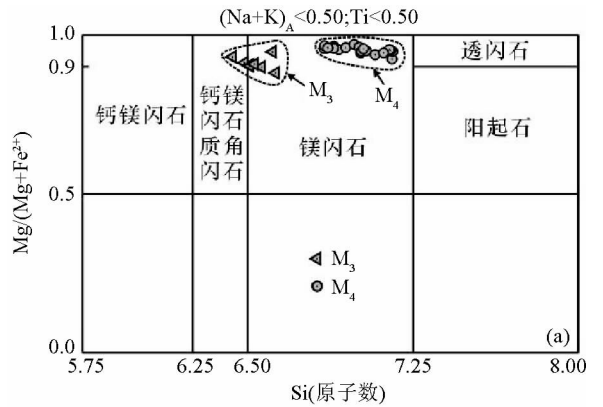 (Na+K)A<0.50;Ti<0.50
Mg/(Mg+Fe²⁺)
1.0
0.9
0.5
0.0
钙镁闪石
钙镁
闪石
质角
闪石
镁闪石
透闪石
阳起石
M₃
M₄
M₃
M₄
(a)
5.75
6.25
6.50
7.25
8.00
Si(原子数)